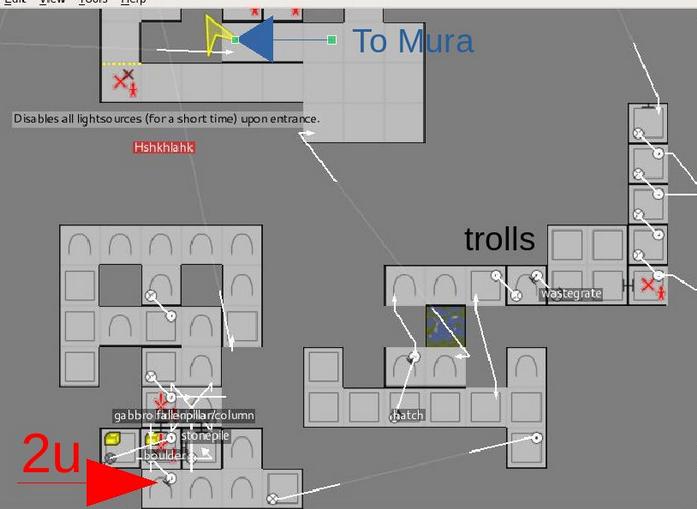 Edit View Tools Help
To Mura
Disables all lightsources (for a short time) upon entrance.
Hshkhlahk
trolls
wastegrate
gabbro fallenpillar/column
hatch
stonepile
boulder
2u